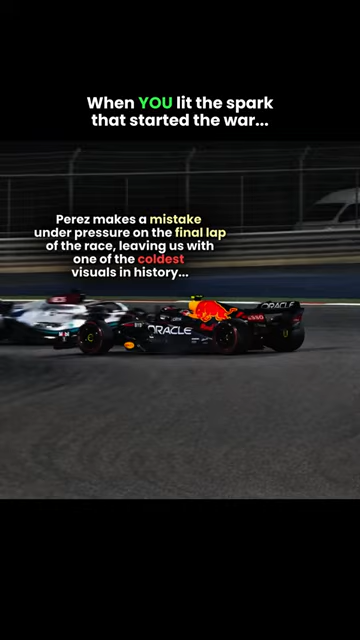 When YOU lit the spark
that started the war...
Perez makes a mistake
under pressure on the final lap
of the race, leaving us with
one of the coldest
visuals in history...
ORACLE
ORACLE